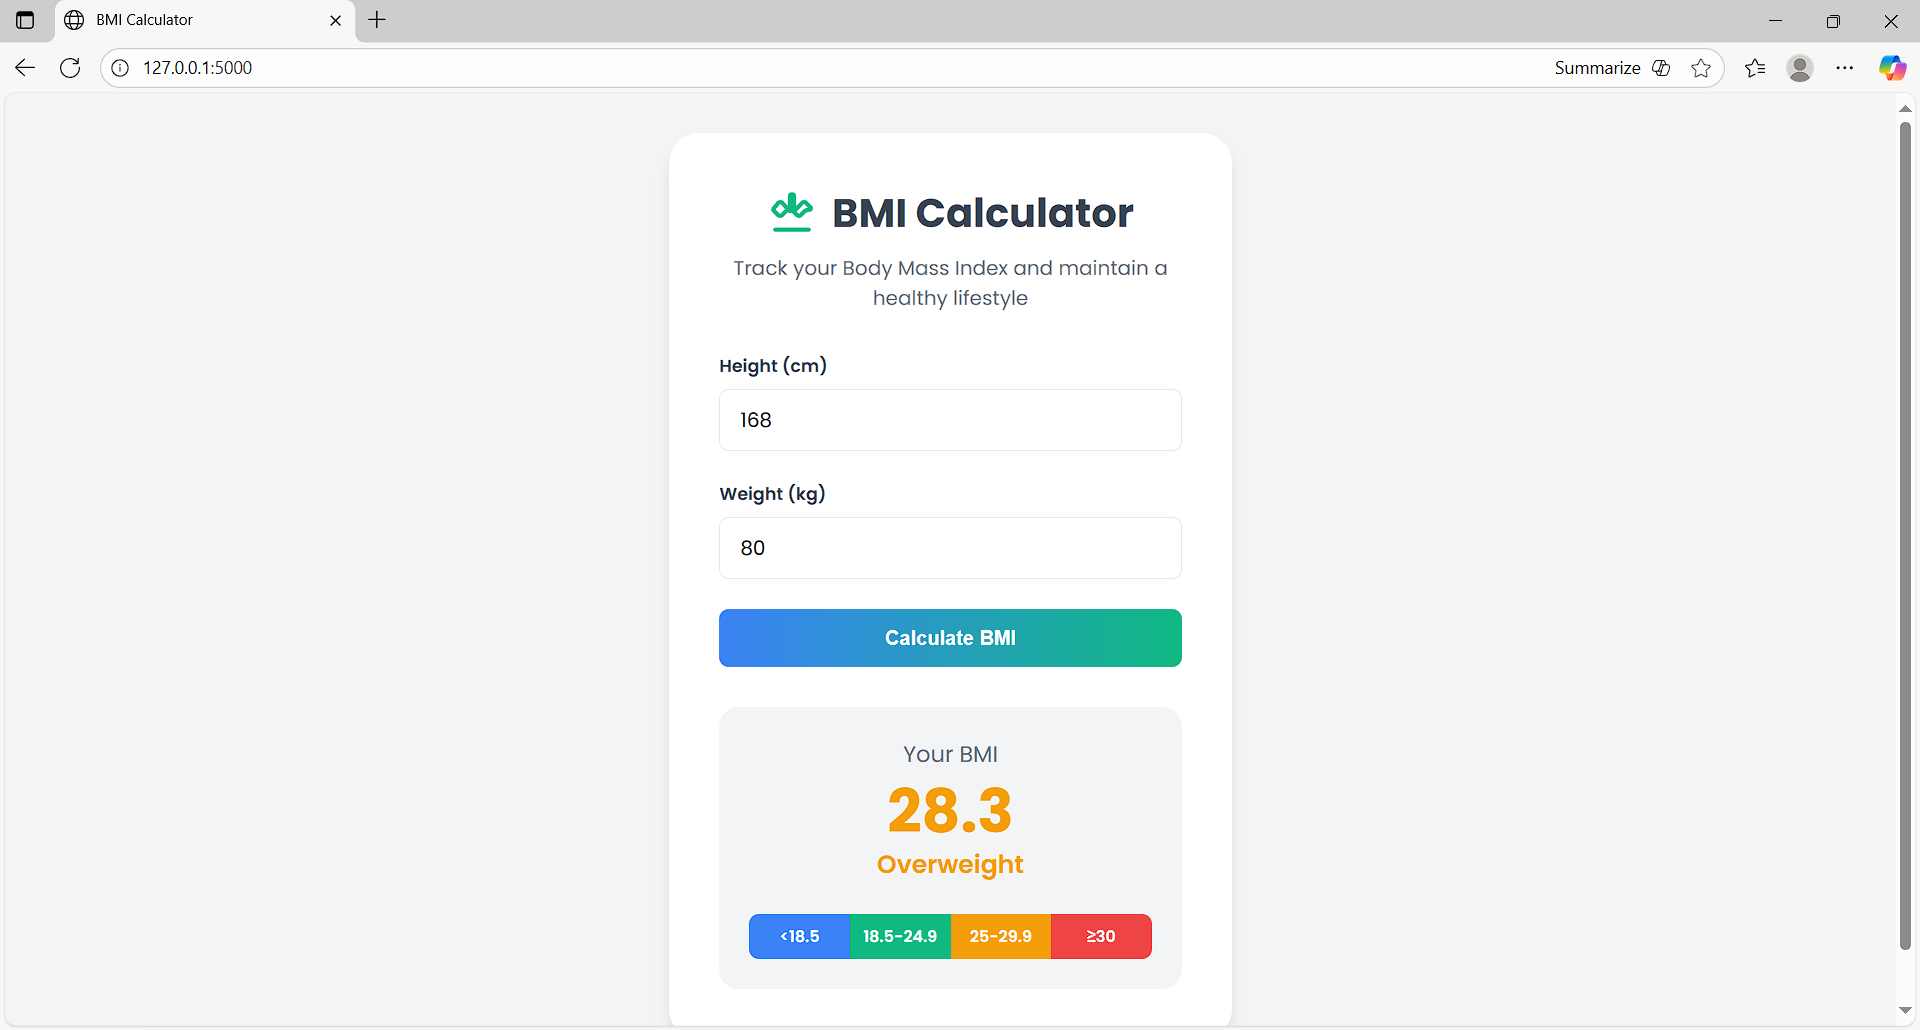 BMI Calculator
127.0.0.1:5000
Summarize
BMI Calculator
Track your Body Mass Index and maintain a
healthy lifestyle
Height (cm)
168
Weight (kg)
80
Calculate BMI
Your BMI
28.3
Overweight
<18.5 18.5-24.9 25-29.9 ≥30